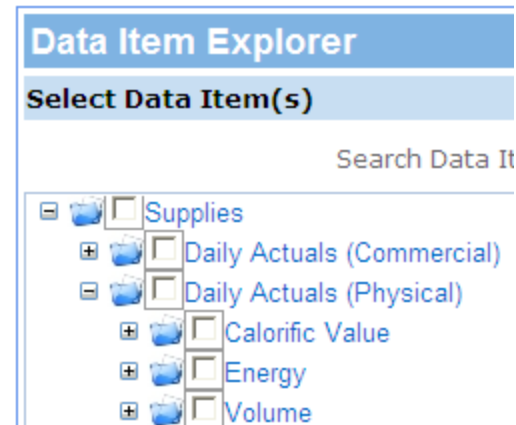 Data Item Explorer
Select Data Item(s)
Search Data
Supplies
Daily Actuals (Commercial)
Daily Actuals (Physical)
Calorific Value
Energy
Volume